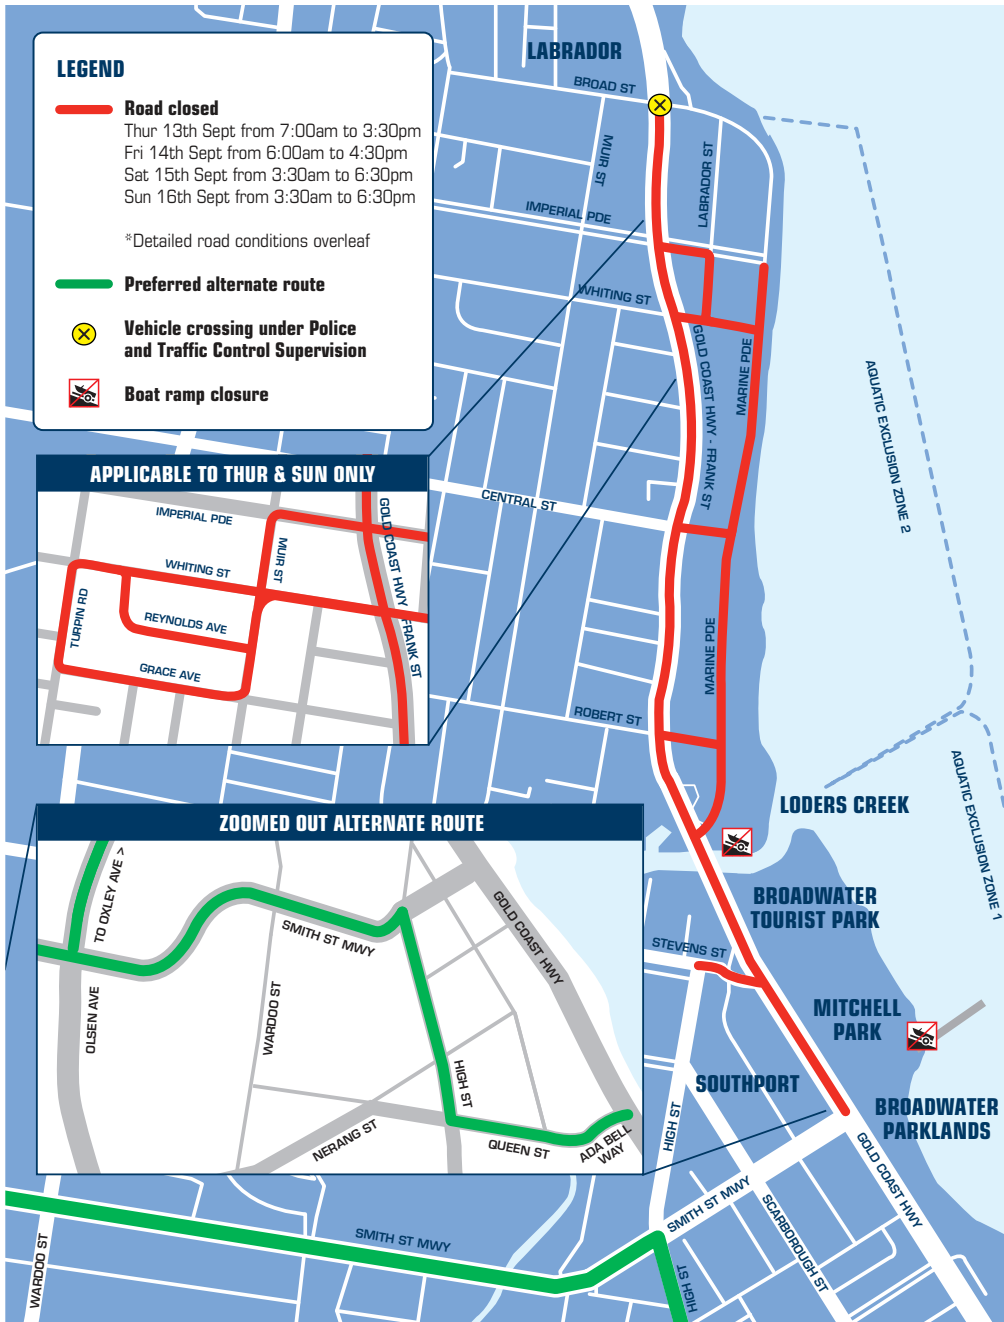 LEGEND
Road closed
Thur 13th Sept from 7:00am to 3:30pm
Fri 14th Sept from 6:00am to 4:30pm
Sat 15th Sept from 3:30am to 6:30pm
Sun 16th Sept from 3:30am to 6:30pm
*Detailed road conditions overleaf
Preferred alternate route
Vehicle crossing under Police
and Traffic Control Supervision
Boat ramp closure
LABRADOR
BROAD ST
MUIR ST
LABRADOR ST
IMPERIAL PDE
WHITING ST
GOLD COAST HWY - FRANK ST
MARINE PDE
AQUATIC EXCLUSION ZONE 2
CENTRAL ST
MARINE PDE
ROBERT ST
APPLICABLE TO THUR & SUN ONLY
IMPERIAL PDE
GOLD COAST HWY FRANK ST
MUIR ST
WHITING ST
TURPIN RD
REYNOLDS AVE
GRACE AVE
AQUATIC EXCLUSION ZONE 1
LODERS CREEK
ZOOMED OUT ALTERNATE ROUTE
TO OXLEY AVE >
SMITH ST MWY
GOLD COAST HWY
OLSEN AVE
WARDOO ST
HIGH ST
NERANG ST
QUEEN ST
ADA BELL
WAY
BROADWATER
TOURIST PARK
STEVENS ST
MITCHELL
PARK
SOUTHPORT
BROADWATER
PARKLANDS
HIGH ST
GOLD COAST HWY
SMITH ST MWY
SCARBOROUGH ST
SMITH ST MWY
WARDOO ST
HIGH ST